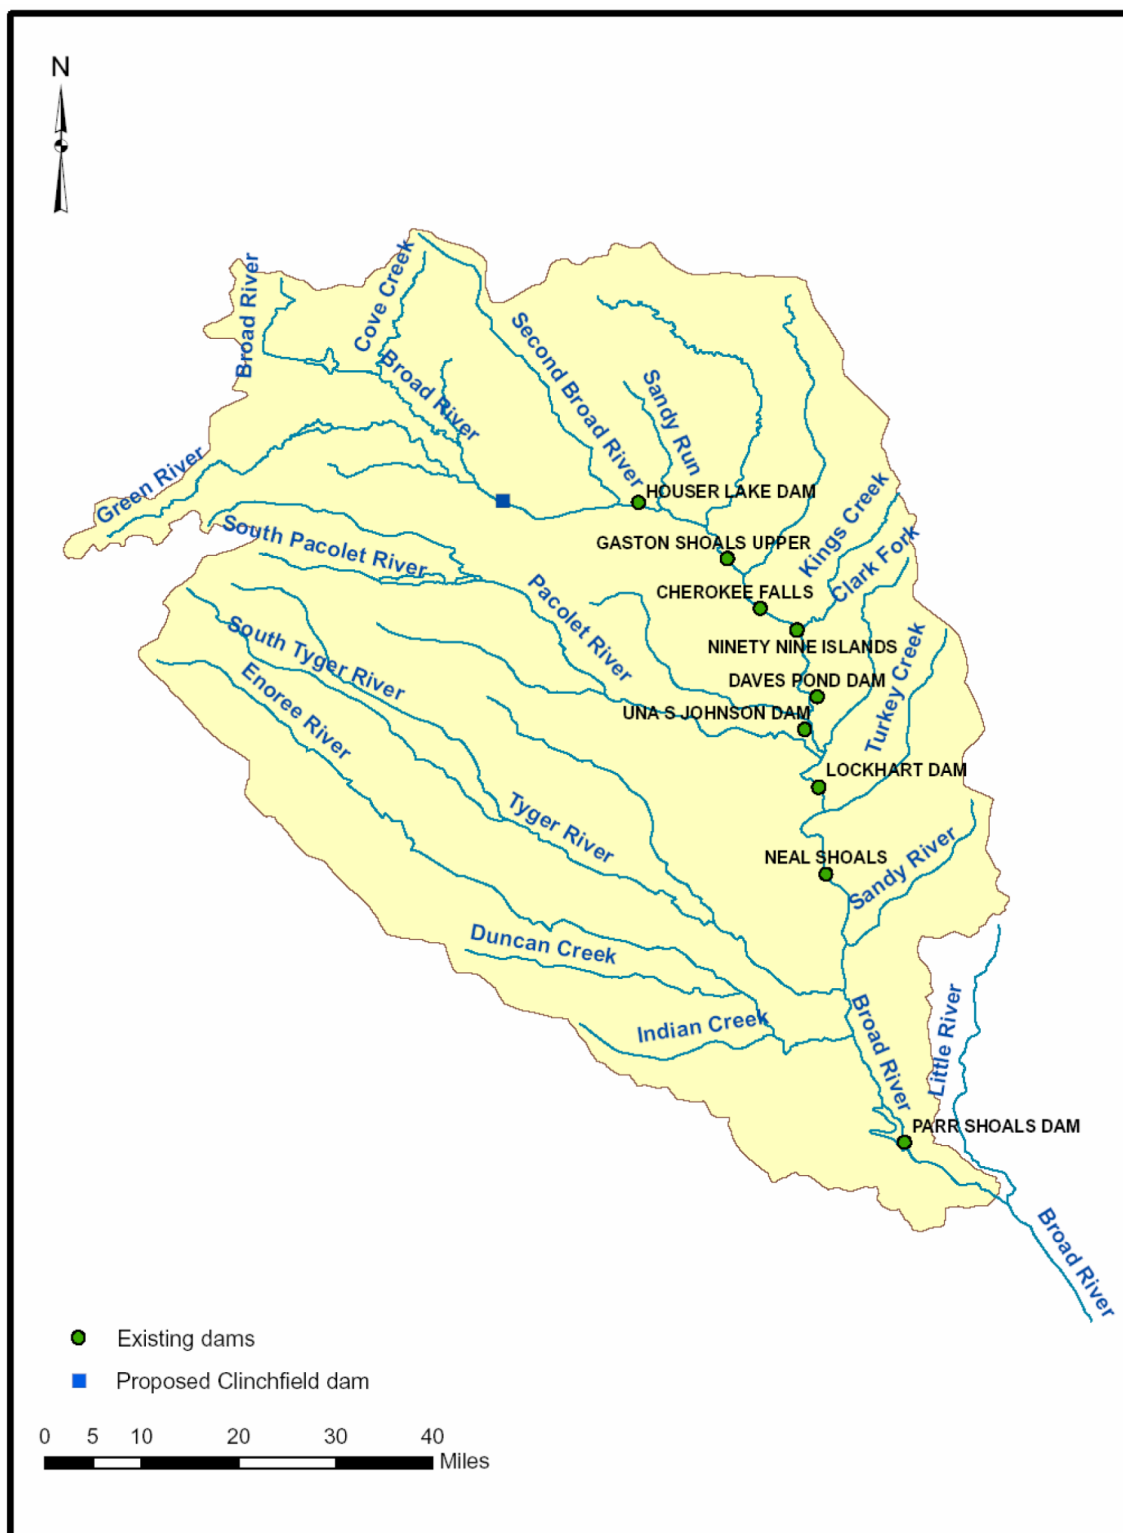 N
Broad River
Cove Creek
Broad River
Second Broad River
Sandy Run
Green River
HOUSER LAKE DAM
Kings Creek
South Pacolet River
GASTON SHOALS UPPER
Clark Fork
Pacolet River
CHEROKEE FALLS
NINETY NINE ISLANDS
South Tyger River
DAVES POND DAM
Turkey Creek
Enoree River
UNA S JOHNSON DAM
LOCKHART DAM
Tyger River
NEAL SHOALS
Sandy River
Duncan Creek
Indian Creek
Broad River
Little River
PARR SHOALS DAM
Broad River
Existing dams
Proposed Clinchfield dam
0 5 10 20 30 40
Miles